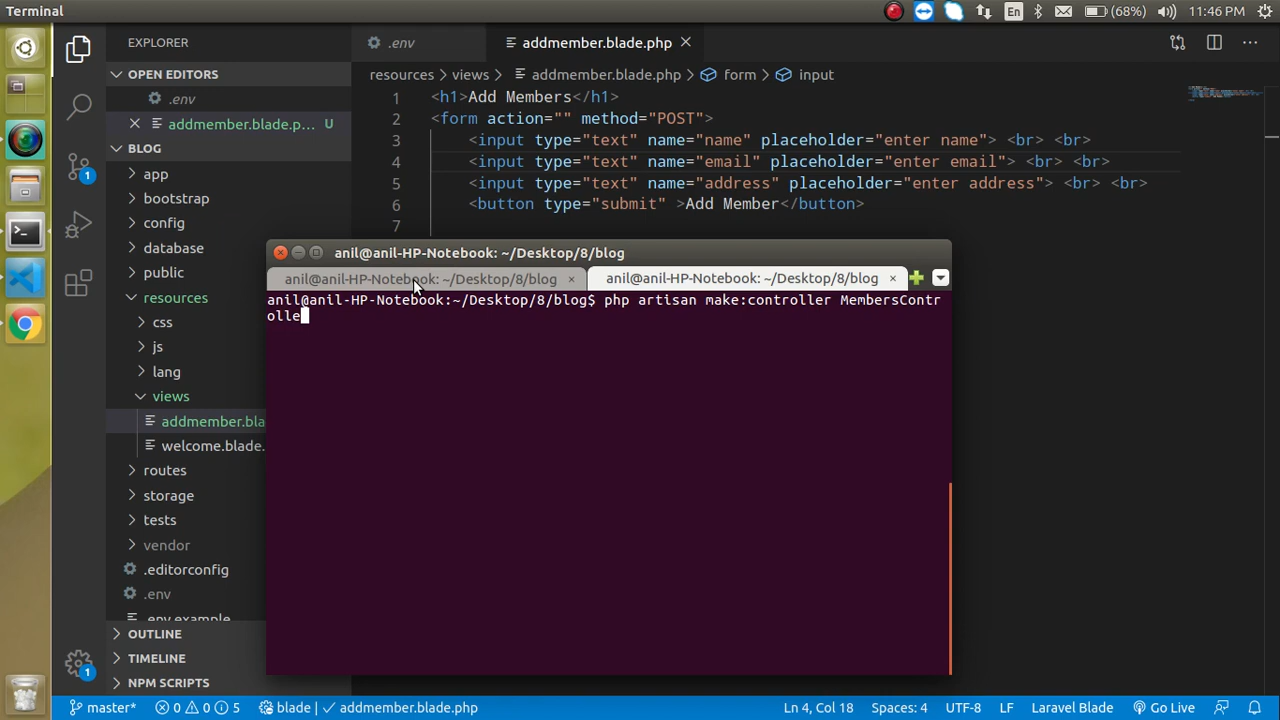 Terminal
En
(68%)
11:46 PM
EXPLORER
.env
addmember.blade.php
OPEN EDITORS
.env
addmember.blade.p... U
BLOG
app
bootstrap
config
database
public
resources
css
js
lang
views
addmember.bla
welcome.blade.
routes
storage
tests
vendor
.editorconfig
.env
.env.example
OUTLINE
TIMELINE
NPM SCRIPTS
1
1
resources > views > addmember.blade.php > form > input
1 <h1>Add Members</h1>
2 <form action="" method="POST">
3 <input type="text" name="name" placeholder="enter name"> <br> <br>
4 <input type="text" name="email" placeholder="enter email"> <br> <br>
5 <input type="text" name="address" placeholder="enter address"> <br> <br>
6 <button type="submit" >Add Member</button>
7
anil@anil-HP-Notebook: ~/Desktop/8/blog
anil@anil-HP-Notebook: ~/Desktop/8/blog ×
anil@anil-HP-Notebook: ~/Desktop/8/blog ×
anil@anil-HP-Notebook:~/Desktop/8/blog$ php artisan make:controller MembersContr
olle
master* 0 0 5 blade | ✓ addmember.blade.php Ln 4, Col 18 Spaces: 4 UTF-8 LF Laravel Blade Go Live